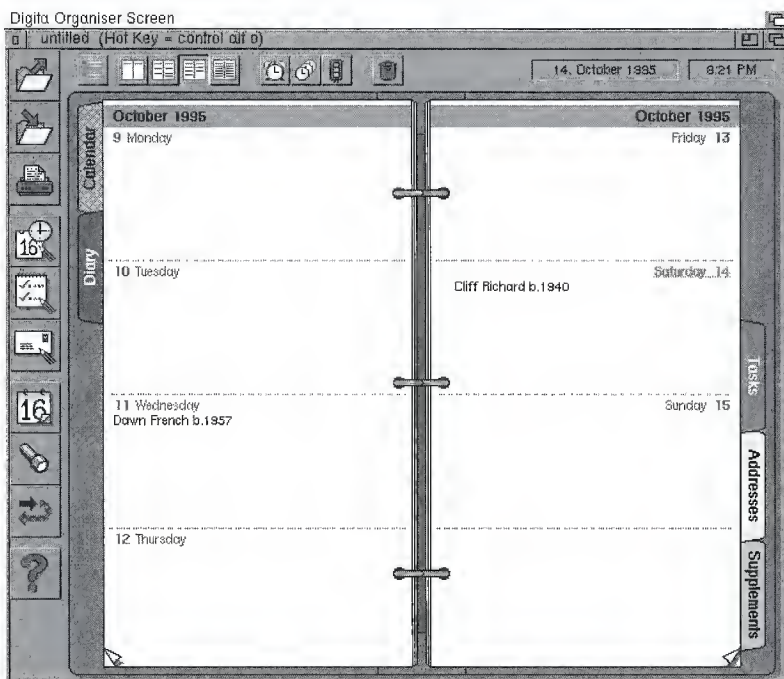 Digita Organiser Screen
untitled (Hot Key = control alt o)
14, October 1995
8:21 PM
Calendar
Diary
October 1995
9 Monday
10 Tuesday
11 Wednesday
Dawn French b.1957
12 Thursday
October 1995
Friday 13
Saturday 14
Cliff Richard b.1940
Sunday 15
Tasks
Addresses
Supplements
16
16
?